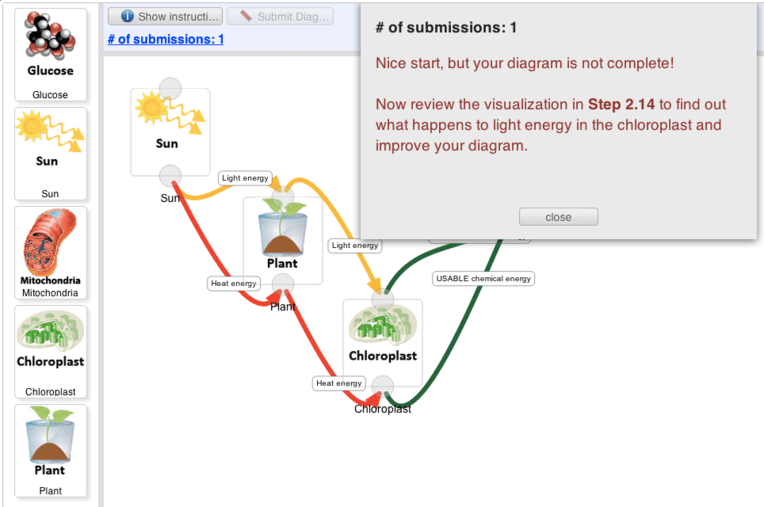 Show instructi...
Submit Diag...
# of submissions: 1
# of submissions: 1
Nice start, but your diagram is not complete!
Now review the visualization in Step 2.14 to find out
what happens to light energy in the chloroplast and
improve your diagram.
close
Glucose
Glucose
Sun
Sun
Mitochondria
Mitochondria
Chloroplast
Chloroplast
Plant
Plant
Sun
Sun
Light energy
Plant
Plant
Light energy
Heat energy
USABLE chemical energy
Chloroplast
Heat energy
Chloroplast